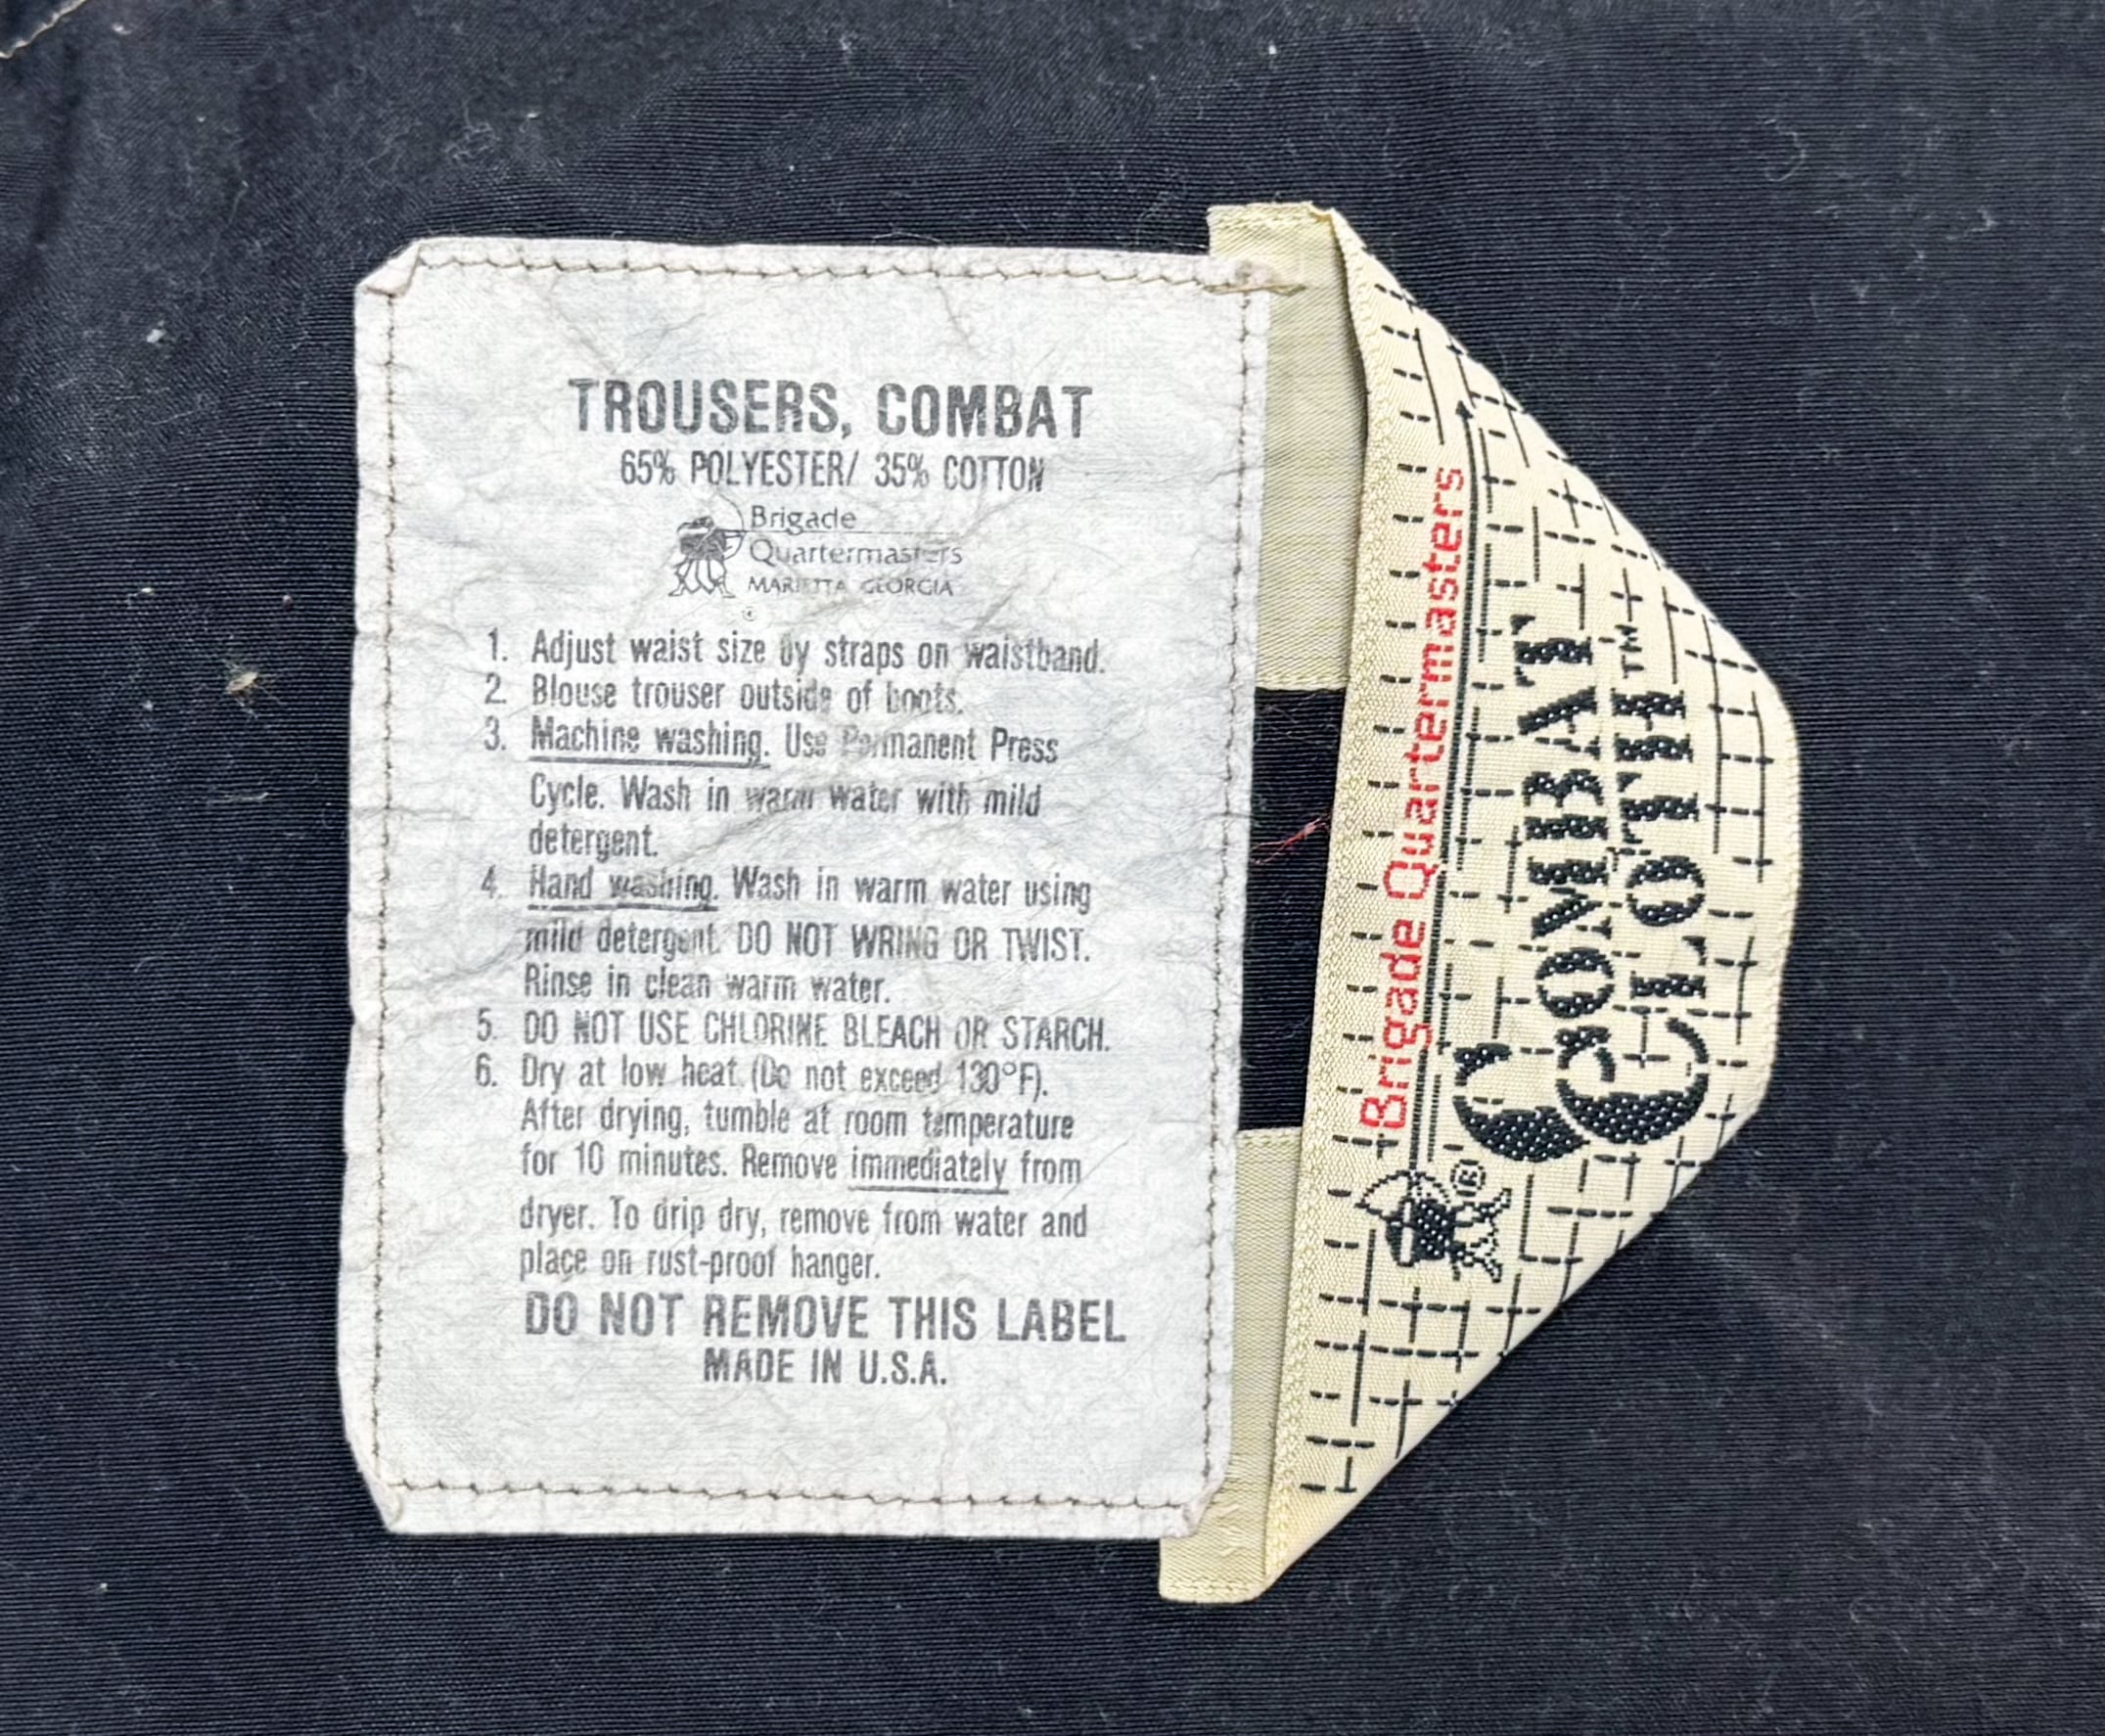 TROUSERS, COMBAT
65% POLYESTER/ 35% COTTON
Brigade
Quartermasters
MARIETTA GEORGIA
®
1. Adjust waist size by straps on waistband.
2. Blouse trouser outside of boots.
3. Machine washing. Use Permanent Press
Cycle. Wash in warm water with mild
detergent.
4. Hand washing. Wash in warm water using
mild detergent. DO NOT WRING OR TWIST.
Rinse in clean warm water.
5. DO NOT USE CHLORINE BLEACH OR STARCH.
6. Dry at low heat. (Do not exceed 130°F).
After drying, tumble at room temperature
for 10 minutes. Remove immediately from
dryer. To drip dry, remove from water and
place on rust-proof hanger.
DO NOT REMOVE THIS LABEL
MADE IN U.S.A.
Brigade Quartermasters
®
COMBAT
CLOTH™